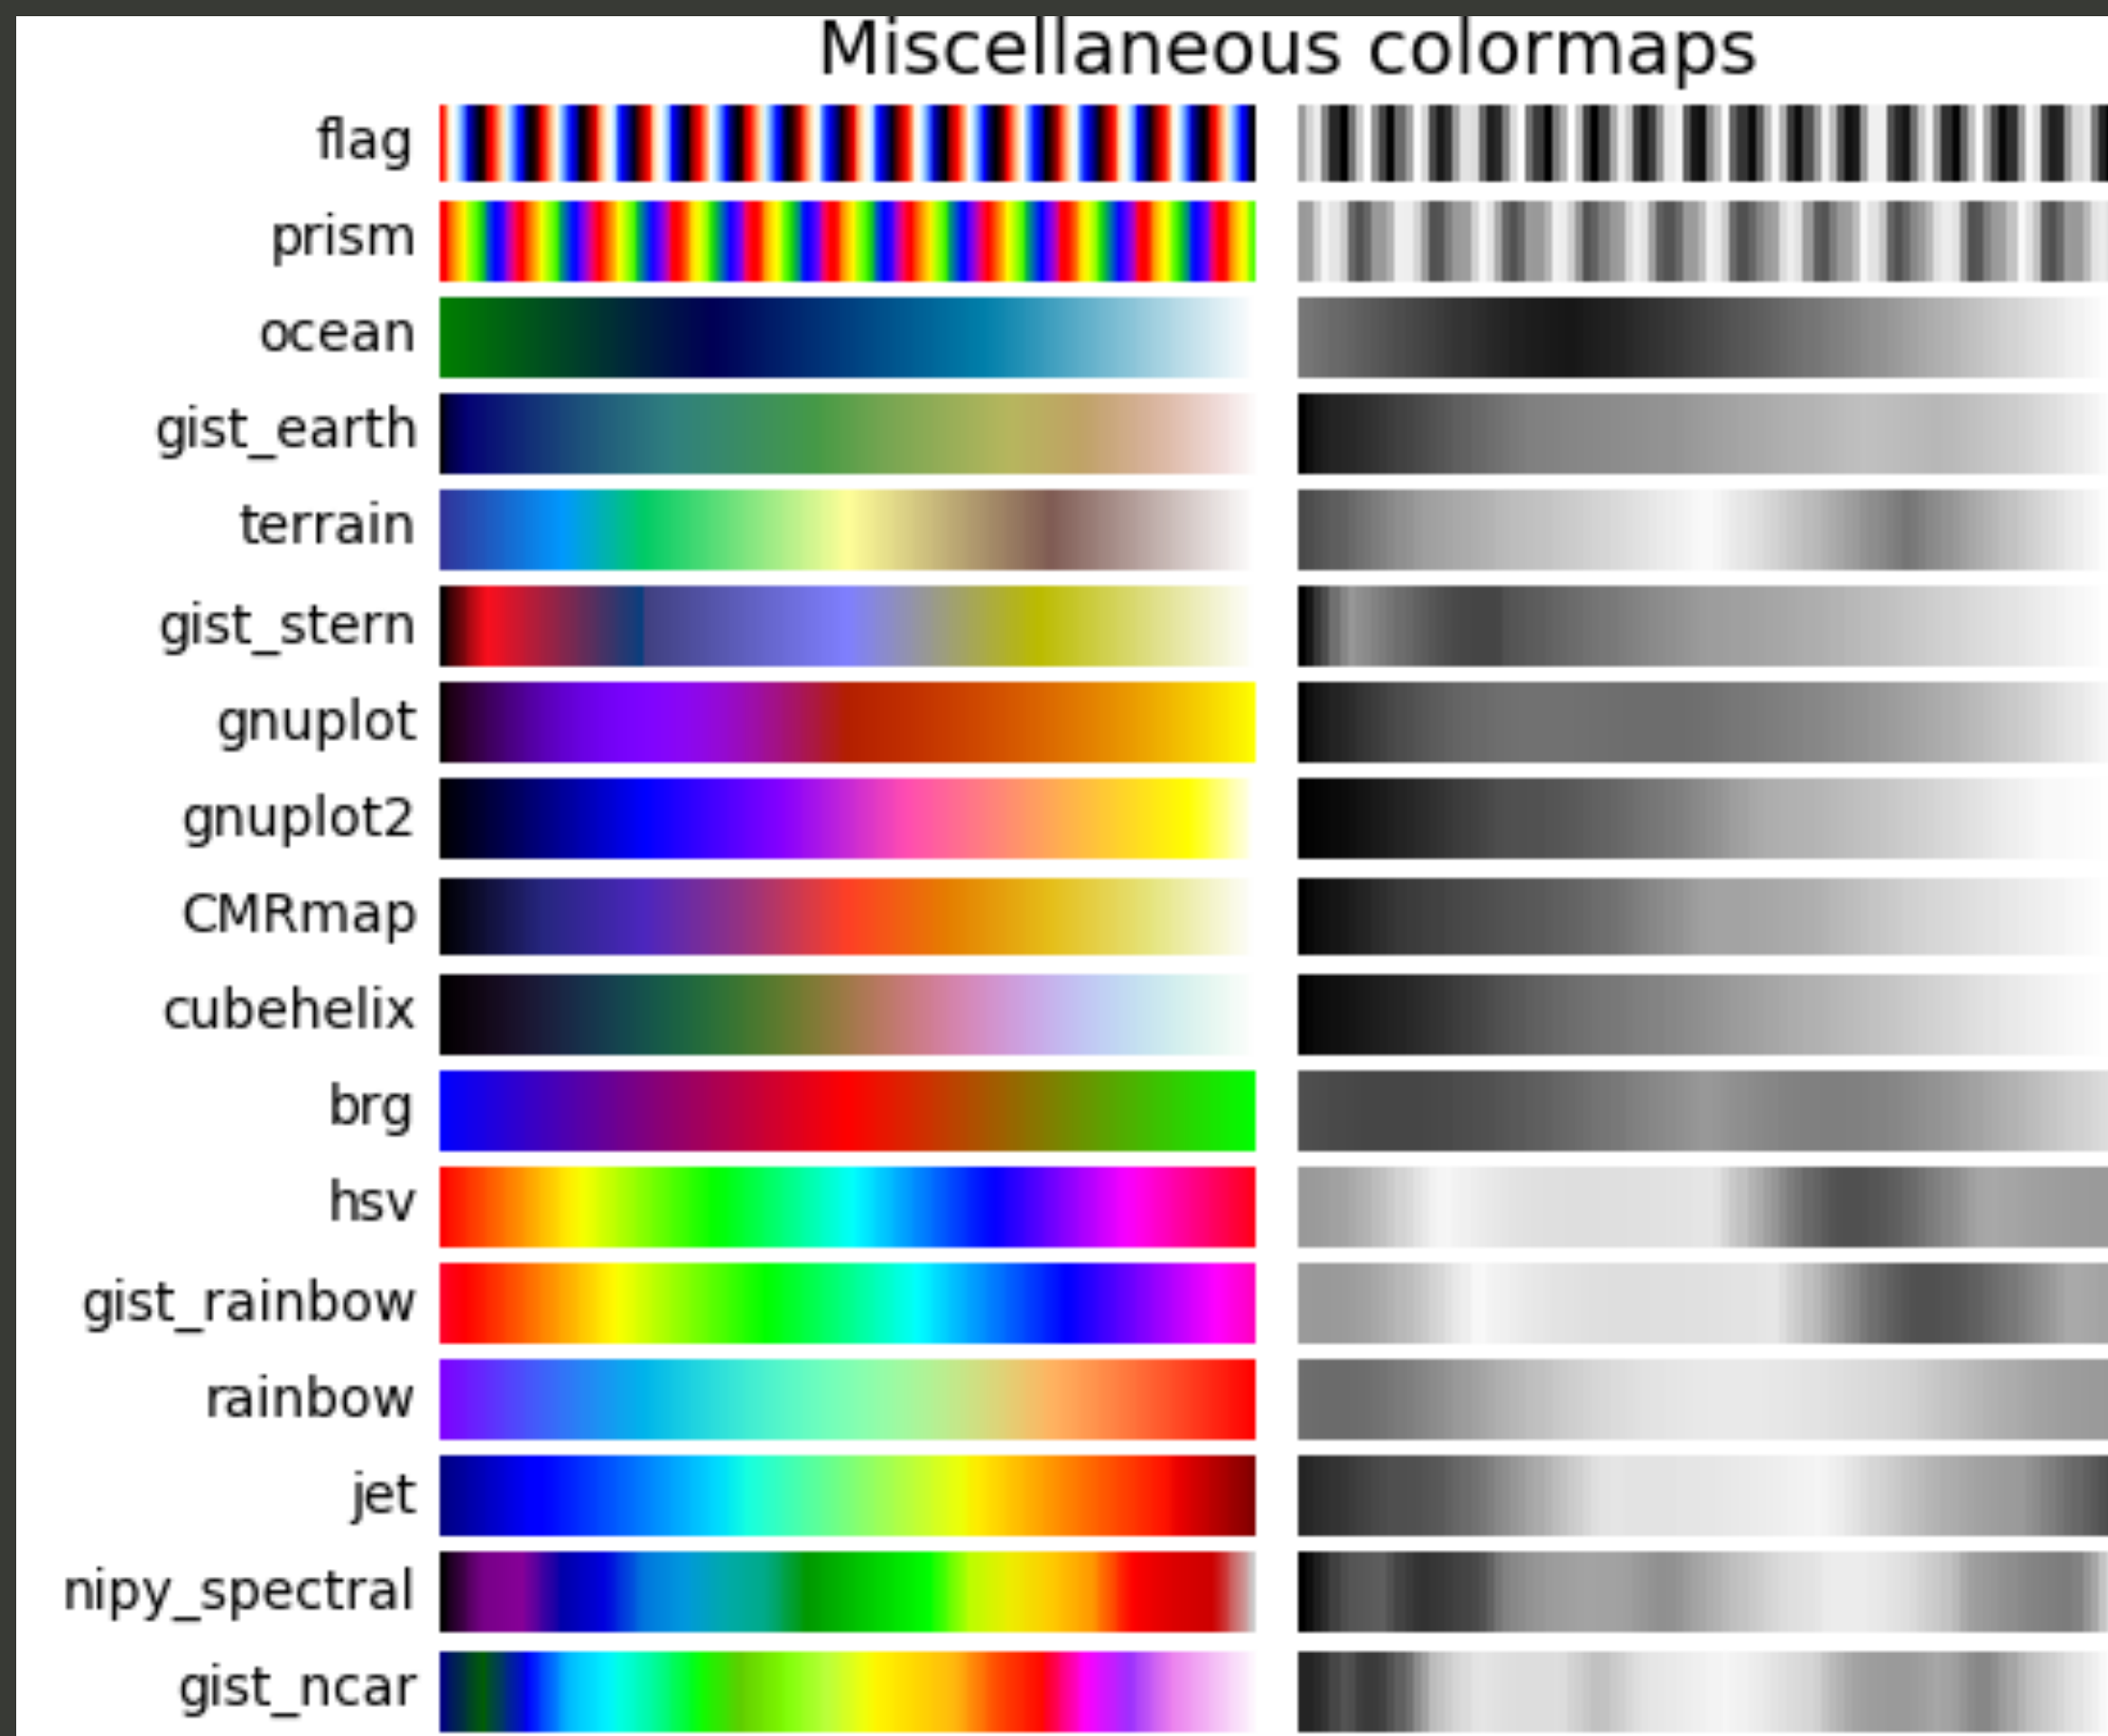 Miscellaneous colormaps
flag
prism
ocean
gist_earth
terrain
gist_stern
gnuplot
gnuplot2
CMRmap
cubehelix
brg
hsv
gist_rainbow
rainbow
jet
nipy_spectral
gist_ncar